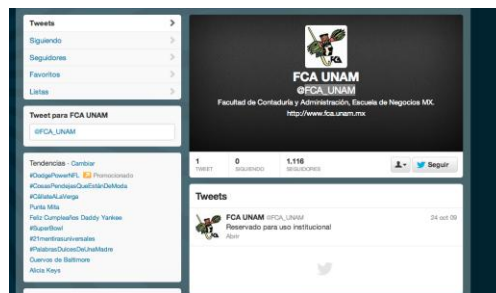 Tweets
Siguiendo
Seguidores
Favoritos
Listas
Tweet para FCA UNAM
@FCA_UNAM
Tendencias · Cambiar
#DodgePowerNFL Promocionado
#CosasPendejasQueEstánDeModa
#CállateALaVerga
Punta Mita
Feliz Cumpleaños Daddy Yankee
#SuperBowl
#21mentirasuniversales
#PalabrasDulcesDeUnaMadre
Cuervos de Baltimore
Alicia Keys
FCA
FCA UNAM
@FCA_UNAM
Facultad de Contaduría y Administración, Escuela de Negocios MX.
http://www.fca.unam.mx
1 TWEET
0 SIGUIENDO
1.116 SEGUIDORES
Seguir
Tweets
FCA UNAM @FCA_UNAM 24 oct 09
Reservado para uso institucional
Abrir